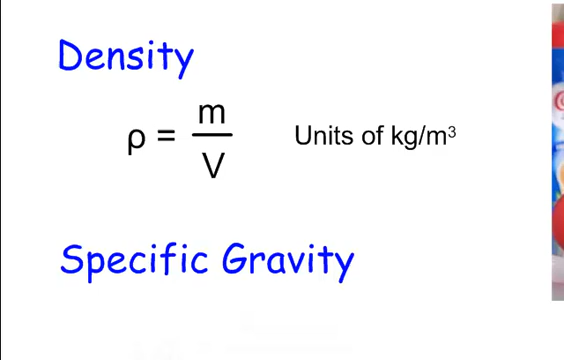 Density
ρ = m/V Units of kg/m³
Specific Gravity